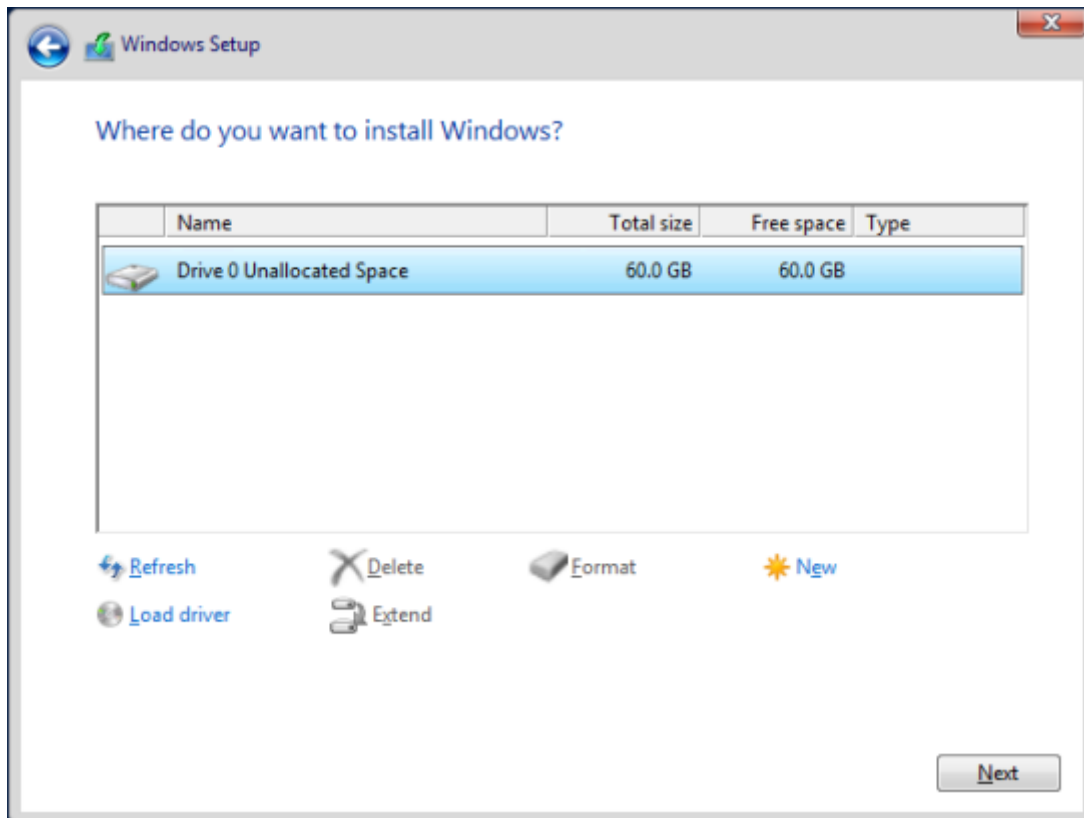 Windows Setup
Where do you want to install Windows?
Name Total size Free space Type
Drive 0 Unallocated Space 60.0 GB 60.0 GB
Refresh Delete Format New
Load driver Extend
Next